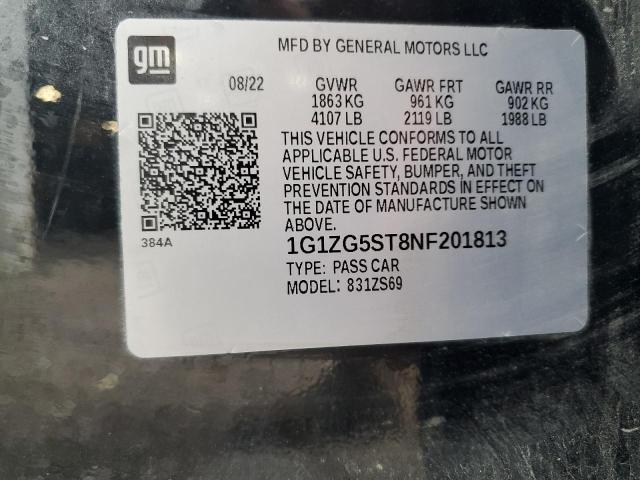 gm
MFD BY GENERAL MOTORS LLC
08/22 GVWR GAWR FRT GAWR RR
1863 KG 961 KG 902 KG
4107 LB 2119 LB 1988 LB
THIS VEHICLE CONFORMS TO ALL
APPLICABLE U.S. FEDERAL MOTOR
VEHICLE SAFETY, BUMPER, AND THEFT
PREVENTION STANDARDS IN EFFECT ON
THE DATE OF MANUFACTURE SHOWN
ABOVE.
384A
1G1ZG5ST8NF201813
TYPE: PASS CAR
MODEL: 831ZS69